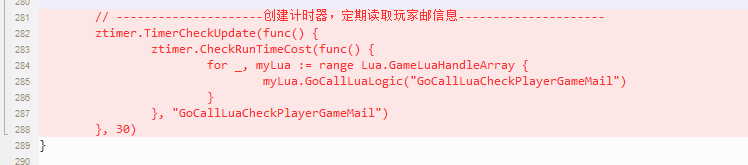 280
281 // ---------------------创建计时器，定期读取玩家邮信息---------------------
282 ztimer.TimerCheckUpdate(func() {
283 ztimer.CheckRunTimeCost(func() {
284 for _, myLua := range Lua.GameLuaHandleArray {
285 myLua.GoCallLuaLogic("GoCallLuaCheckPlayerGameMail")
286 }
287 }, "GoCallLuaCheckPlayerGameMail")
288 }, 30)
289 }
290